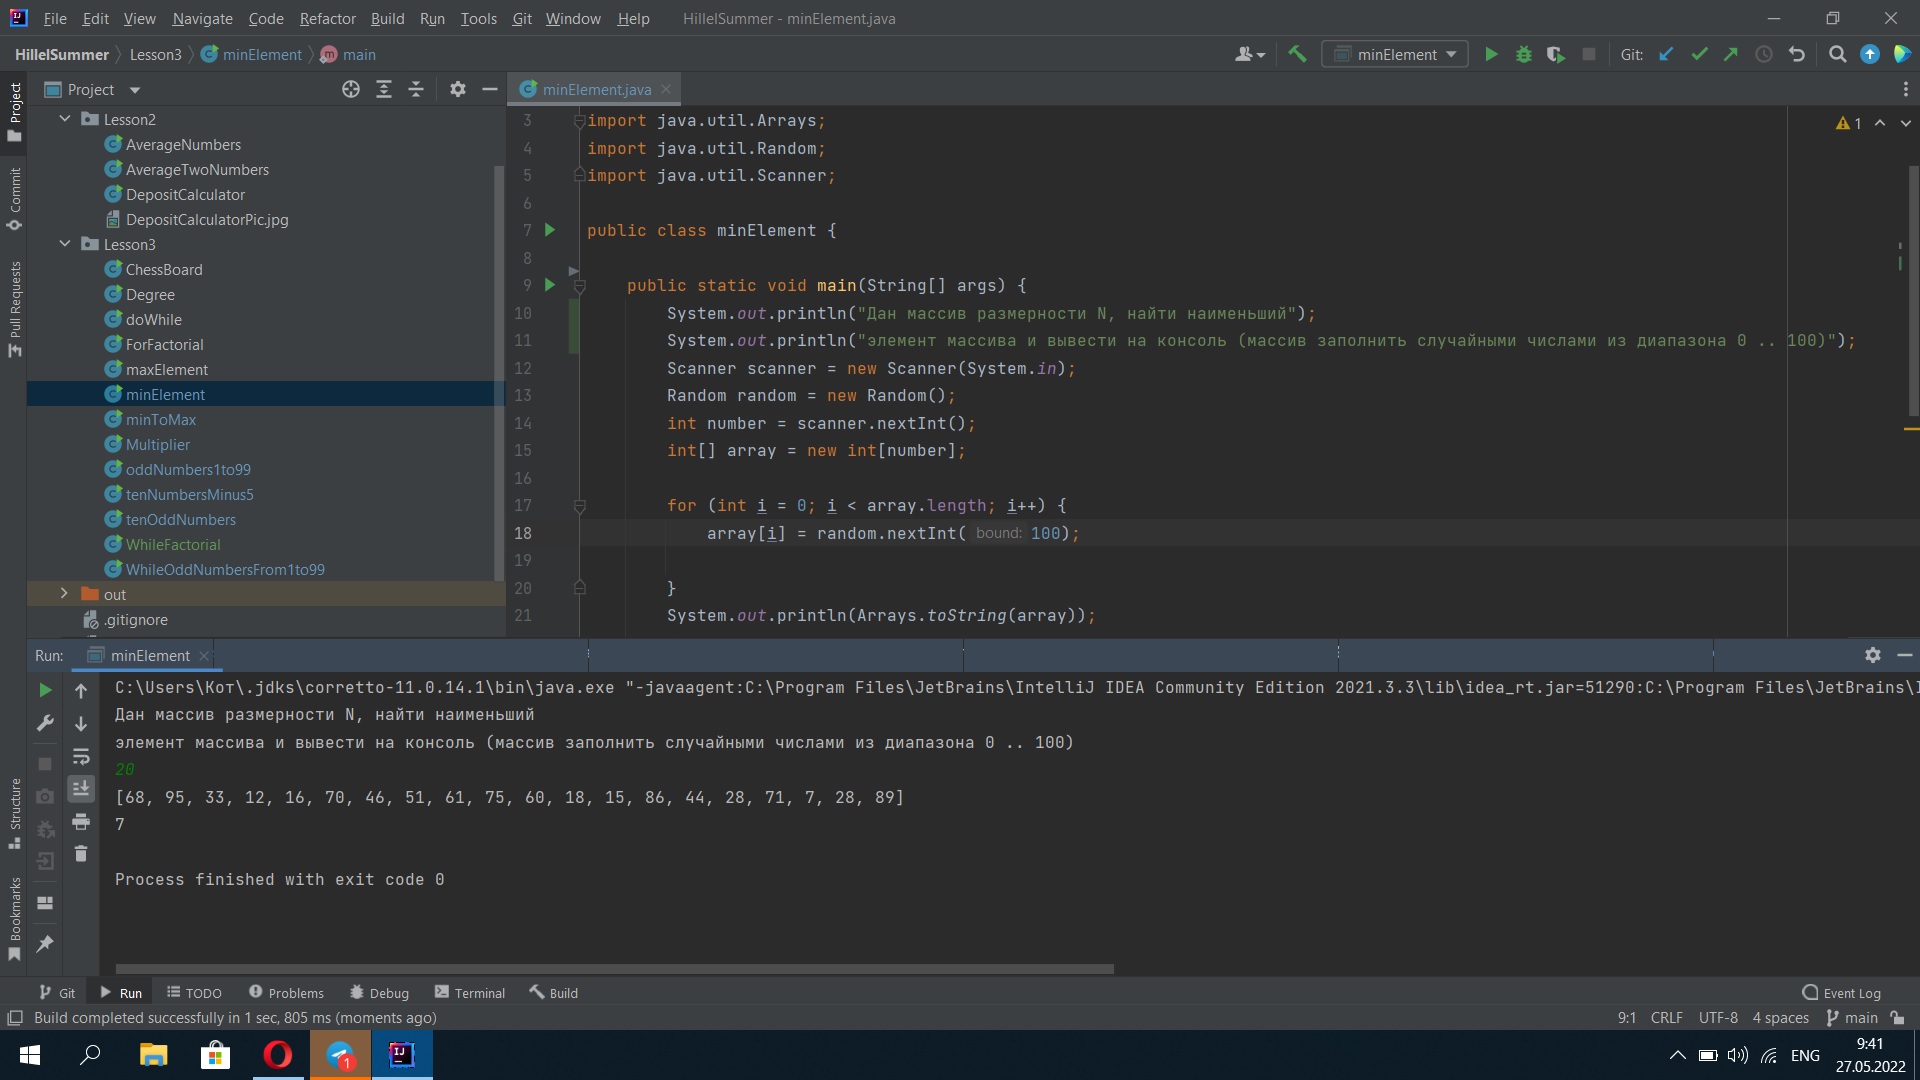 File Edit View Navigate Code Refactor Build Run Tools Git Window Help HillelSummer - minElement.java
HillelSummer Lesson3 minElement main
minElement Git:
Project
minElement.java
Project
Commit
Pull Requests
Structure
Bookmarks
Lesson2
AverageNumbers
AverageTwoNumbers
DepositCalculator
DepositCalculatorPic.jpg
Lesson3
ChessBoard
Degree
doWhile
ForFactorial
maxElement
minElement
minToMax
Multiplier
oddNumbers1to99
tenNumbersMinus5
tenOddNumbers
WhileFactorial
WhileOddNumbersFrom1to99
out
.gitignore
1
3 import java.util.Arrays;
4 import java.util.Random;
5 import java.util.Scanner;
6
7 public class minElement {
8
9 public static void main(String[] args) {
10 System.out.println("Дан массив размерности N, найти наименьший");
11 System.out.println("элемент массива и вывести на консоль (массив заполнить случайными числами из диапазона 0 .. 100)");
12 Scanner scanner = new Scanner(System.in);
13 Random random = new Random();
14 int number = scanner.nextInt();
15 int[] array = new int[number];
16
17 for (int i = 0; i < array.length; i++) {
18 array[i] = random.nextInt( bound: 100);
19
20 }
21 System.out.println(Arrays.toString(array));
Run: minElement
C:\Users\Кот\.jdks\corretto-11.0.14.1\bin\java.exe "-javaagent:C:\Program Files\JetBrains\IntelliJ IDEA Community Edition 2021.3.3\lib\idea_rt.jar=51290:C:\Program Files\JetBrains\I
Дан массив размерности N, найти наименьший
элемент массива и вывести на консоль (массив заполнить случайными числами из диапазона 0 .. 100)
20
[68, 95, 33, 12, 16, 70, 46, 51, 61, 75, 60, 18, 15, 86, 44, 28, 71, 7, 28, 89]
7
Process finished with exit code 0
Git Run TODO Problems Debug Terminal Build Event Log
Build completed successfully in 1 sec, 805 ms (moments ago) 9:1 CRLF UTF-8 4 spaces main
1 IJ ENG 9:41
27.05.2022